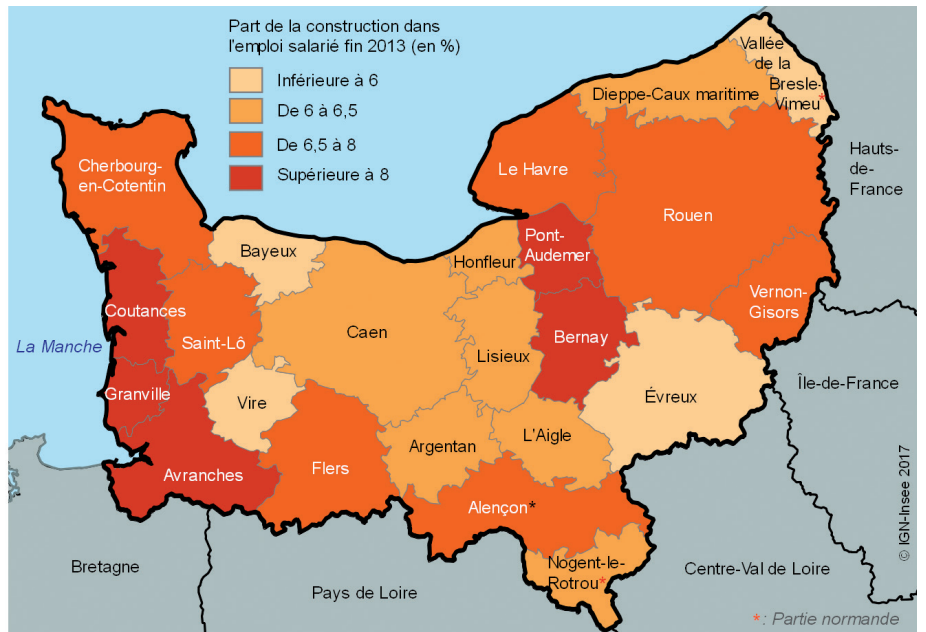 Part de la construction dans
l'emploi salarié fin 2013 (en %)
Inférieure à 6
De 6 à 6,5
De 6,5 à 8
Supérieure à 8
Vallée
de la
Bresle-
Vimeu*
Dieppe-Caux maritime
Hauts-
de-
France
Cherbourg-
en-Cotentin
Le Havre
Rouen
Pont-
Audemer
Bayeux
Honfleur
Vernon-
Gisors
Coutances
Saint-Lô
Caen
Lisieux
Bernay
La Manche
Île-de-France
Granville
Vire
Évreux
Argentan
L'Aigle
Avranches
Flers
Alençon*
Nogent-le-
Rotrou*
Bretagne
Pays de Loire
Centre-Val de Loire
© IGN-Insee 2017
*: Partie normande